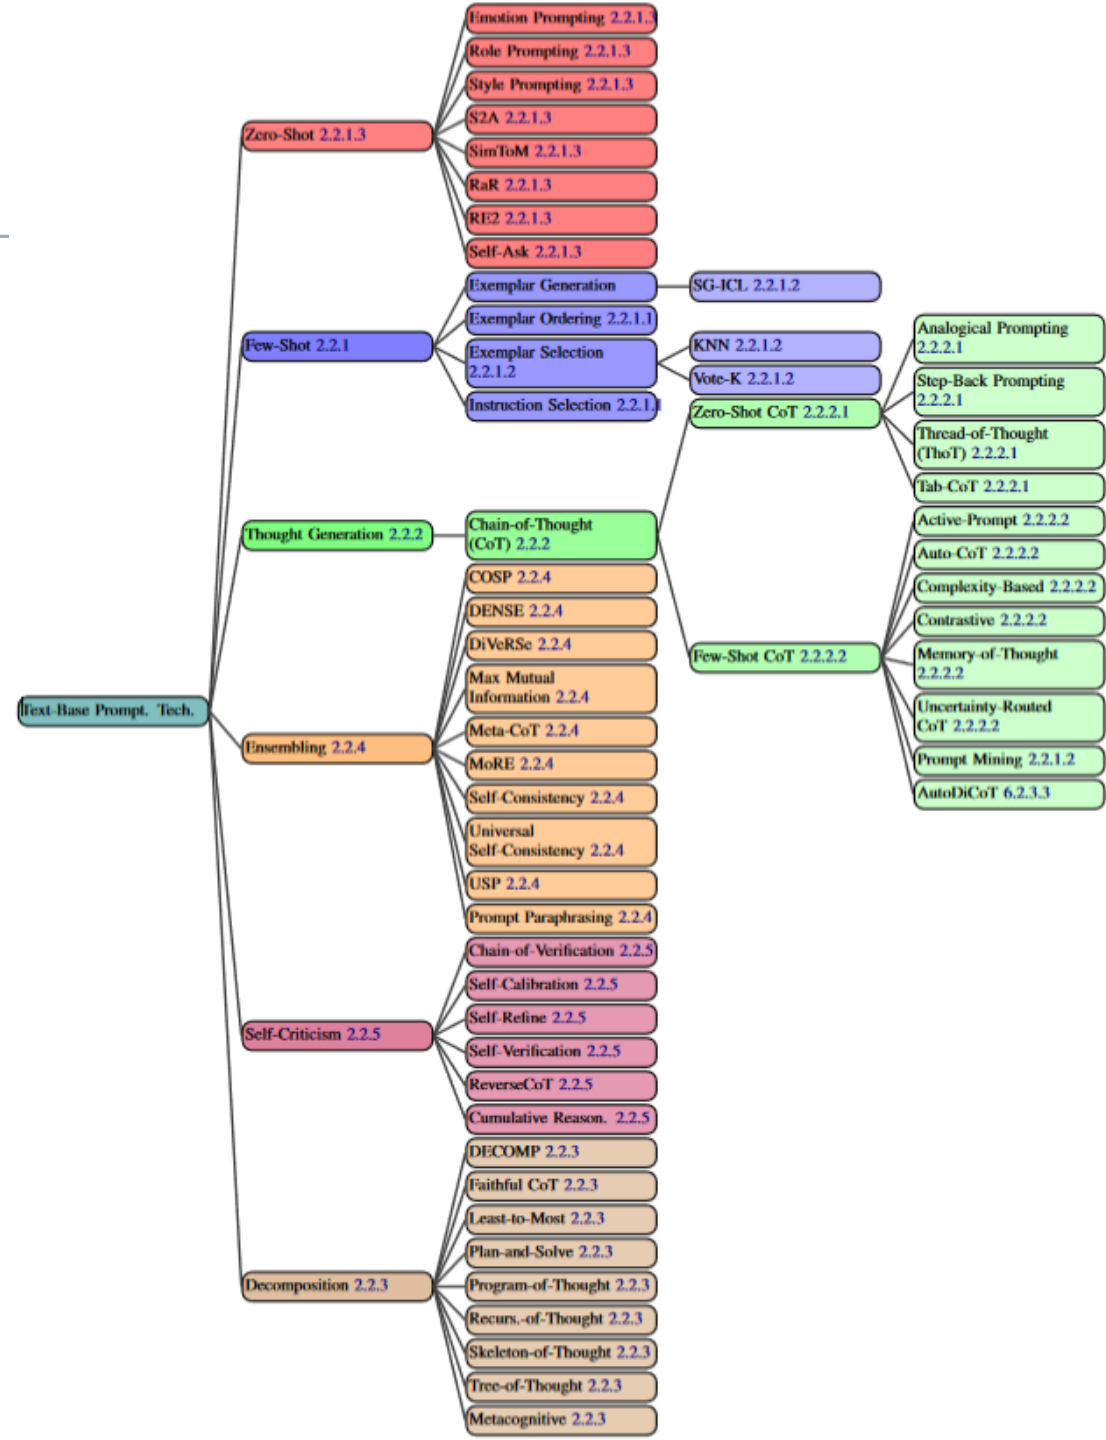 Emotion Prompting 2.2.1.3
Role Prompting 2.2.1.3
Style Prompting 2.2.1.3
S2A 2.2.1.3
Zero-Shot 2.2.1.3
SimToM 2.2.1.3
RaR 2.2.1.3
RE2 2.2.1.3
Self-Ask 2.2.1.3
Exemplar Generation
SG-ICL 2.2.1.2
Exemplar Ordering 2.2.1.1
Few-Shot 2.2.1
Exemplar Selection
2.2.1.2
KNN 2.2.1.2
Vote-K 2.2.1.2
Instruction Selection 2.2.1.1
Zero-Shot CoT 2.2.2.1
Analogical Prompting
2.2.2.1
Step-Back Prompting
2.2.2.1
Thread-of-Thought
(ThoT) 2.2.2.1
Tab-CoT 2.2.2.1
Thought Generation 2.2.2
Chain-of-Thought
(CoT) 2.2.2
Few-Shot CoT 2.2.2.2
Active-Prompt 2.2.2.2
Auto-CoT 2.2.2.2
Complexity-Based 2.2.2.2
Contrastive 2.2.2.2
Memory-of-Thought
2.2.2.2
Uncertainty-Routed
CoT 2.2.2.2
Prompt Mining 2.2.1.2
AutoDiCoT 6.2.3.3
Text-Base Prompt. Tech.
Ensembling 2.2.4
COSP 2.2.4
DENSE 2.2.4
DiVeRSe 2.2.4
Max Mutual
Information 2.2.4
Meta-CoT 2.2.4
MoRE 2.2.4
Self-Consistency 2.2.4
Universal
Self-Consistency 2.2.4
USP 2.2.4
Prompt Paraphrasing 2.2.4
Self-Criticism 2.2.5
Chain-of-Verification 2.2.5
Self-Calibration 2.2.5
Self-Refine 2.2.5
Self-Verification 2.2.5
ReverseCoT 2.2.5
Cumulative Reason. 2.2.5
Decomposition 2.2.3
DECOMP 2.2.3
Faithful CoT 2.2.3
Least-to-Most 2.2.3
Plan-and-Solve 2.2.3
Program-of-Thought 2.2.3
Recurs.-of-Thought 2.2.3
Skeleton-of-Thought 2.2.3
Tree-of-Thought 2.2.3
Metacognitive 2.2.3